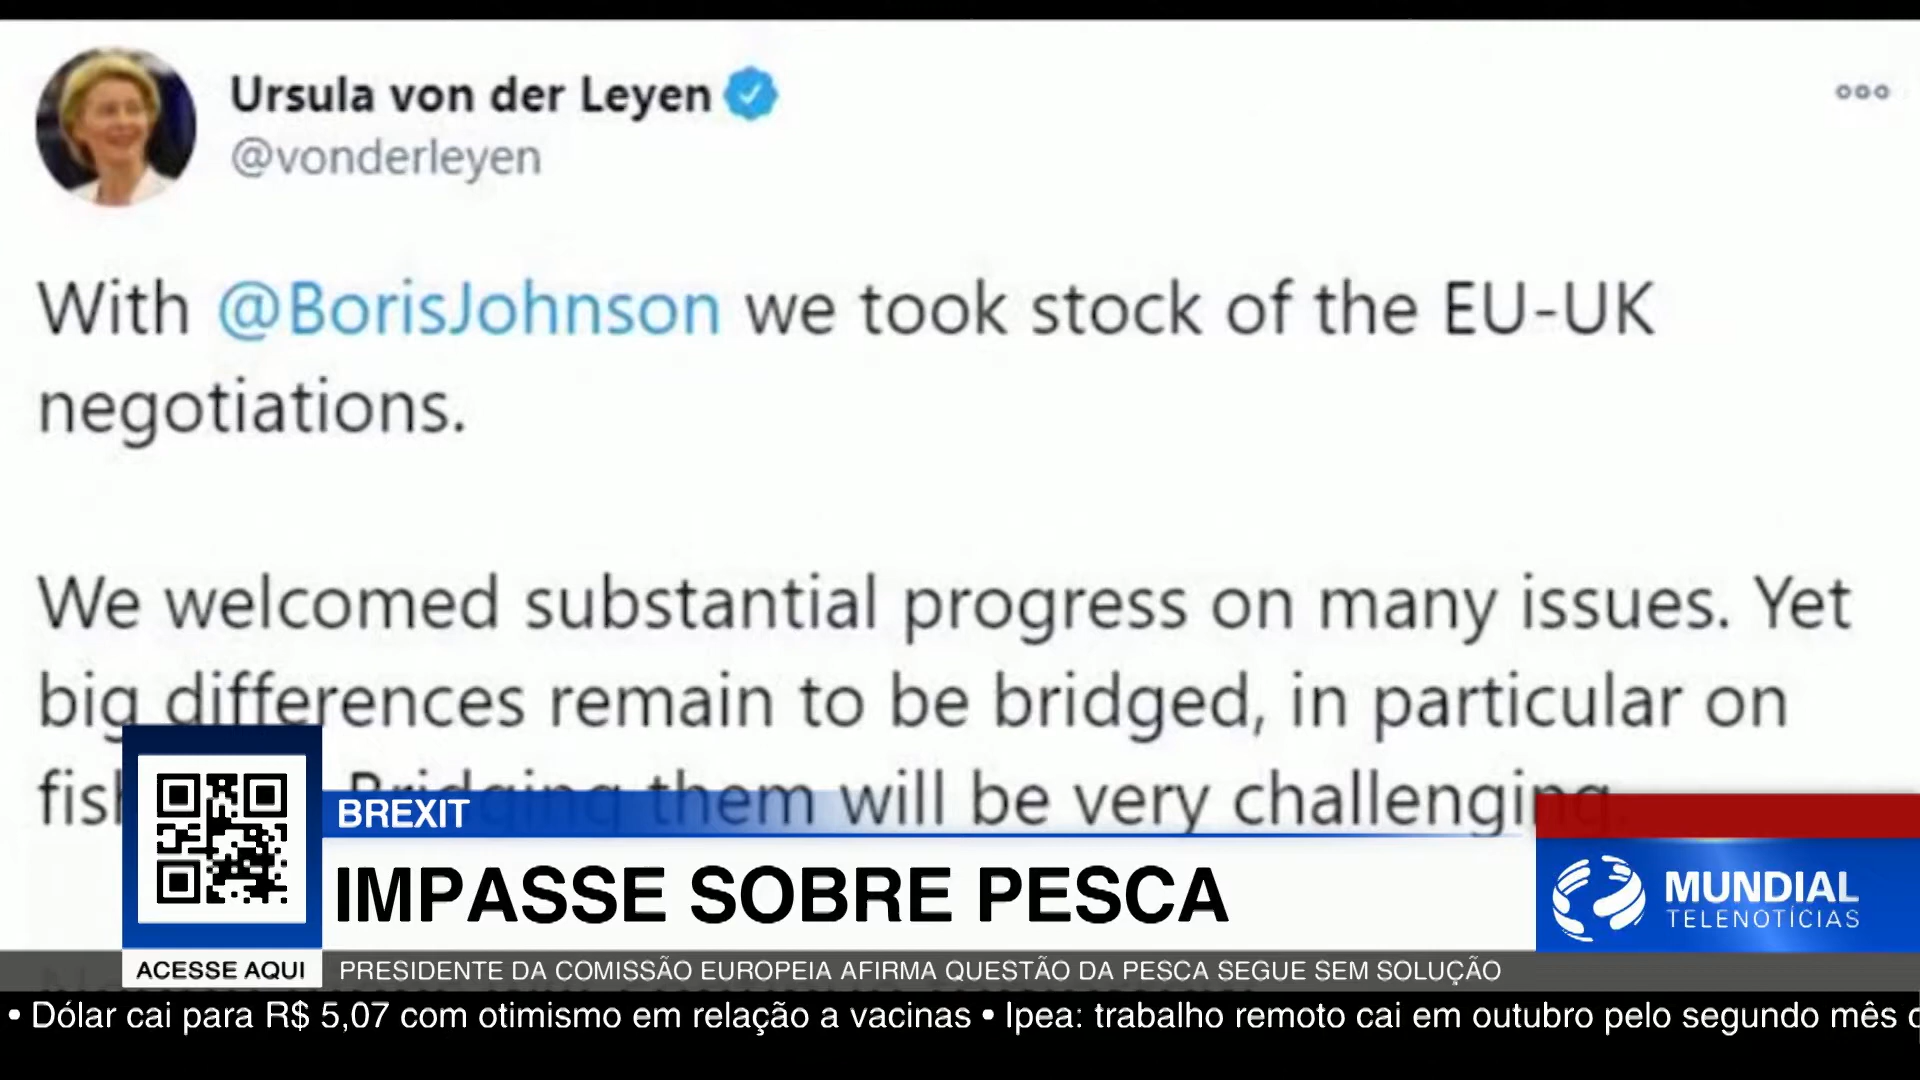 Ursula von der Leyen
@vonderleyen
With @BorisJohnson we took stock of the EU-UK
negotiations.
We welcomed substantial progress on many issues. Yet
big differences remain to be bridged, in particular on
Bridging them will be very challenging.
BREXIT
IMPASSE SOBRE PESCA
MUNDIAL
TELENOTÍCIAS
ACESSE AQUI
PRESIDENTE DA COMISSÃO EUROPEIA AFIRMA QUESTÃO DA PESCA SEGUE SEM SOLUÇÃO
• Dólar cai para R$ 5,07 com otimismo em relação a vacinas • Ipea: trabalho remoto cai em outubro pelo segundo mês